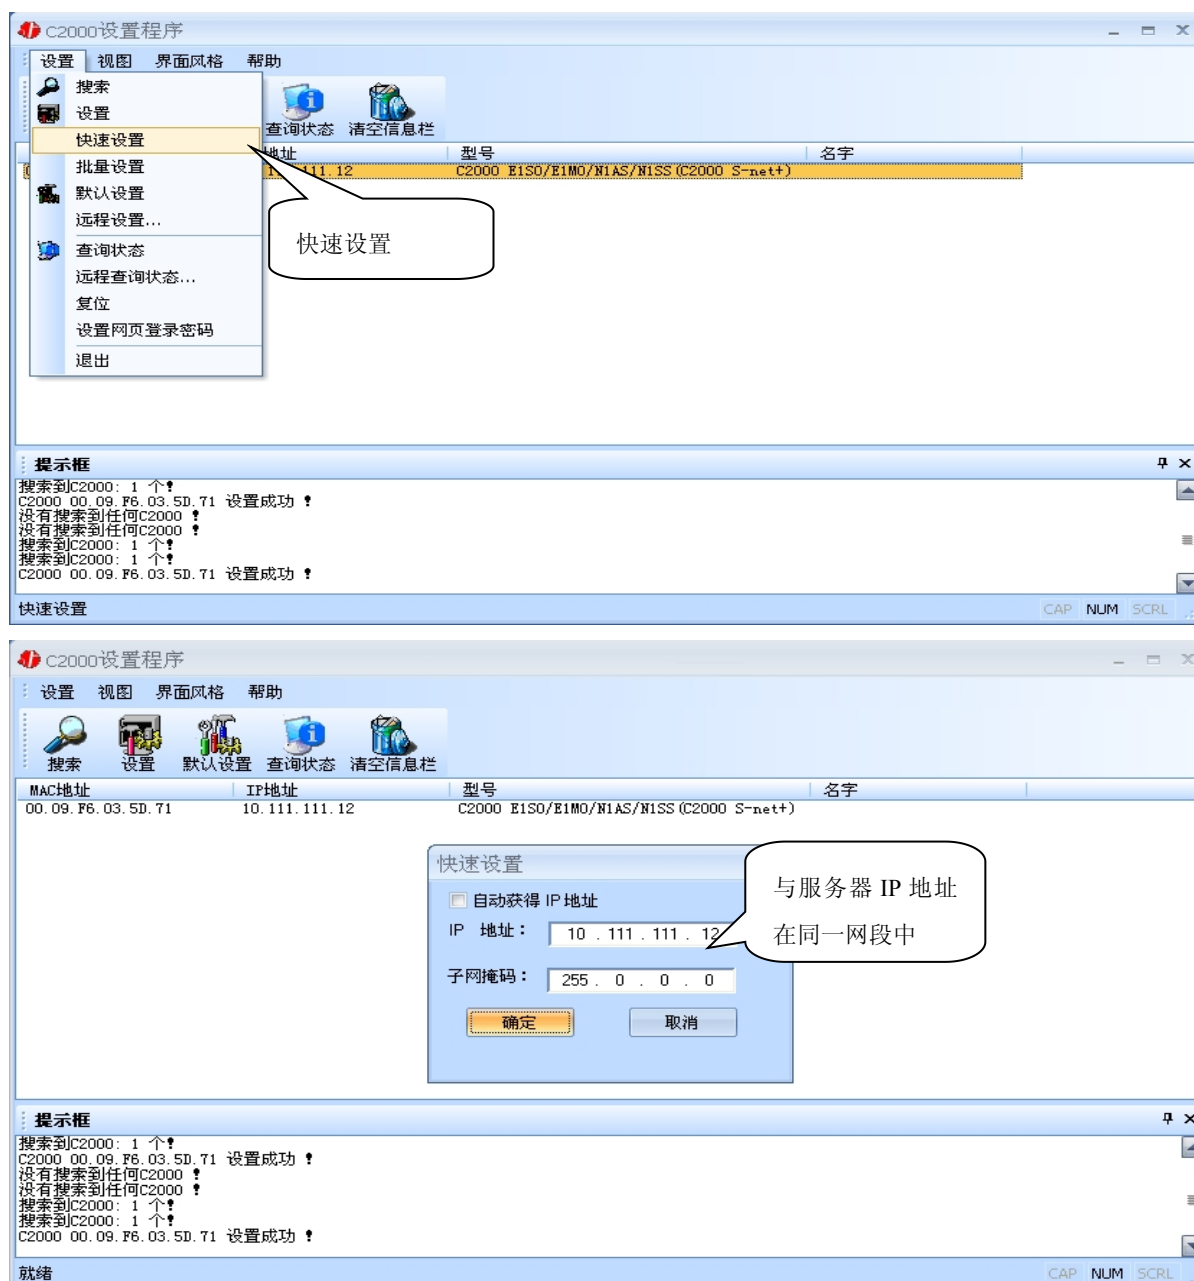 C2000设置程序
设置 视图 界面风格 帮助
搜索
设置
查询状态 清空信息栏
快速设置
地址 型号 名字
批量设置
111.12 C2000 E1S0/E1M0/N1AS/N1SS(C2000 S-net+)
默认设置
远程设置...
快速设置
查询状态
远程查询状态...
复位
设置网页登录密码
退出
提示框
搜索到C2000: 1 个!
C2000 00.09.F6.03.5D.71 设置成功 !
没有搜索到任何C2000 !
没有搜索到任何C2000 !
搜索到C2000: 1 个!
搜索到C2000: 1 个!
C2000 00.09.F6.03.5D.71 设置成功 !
快速设置 CAP NUM SCRL
C2000设置程序
设置 视图 界面风格 帮助
搜索 设置 默认设置 查询状态 清空信息栏
MAC地址 IP地址 型号 名字
00.09.F6.03.5D.71 10.111.111.12 C2000 E1S0/E1M0/N1AS/N1SS(C2000 S-net+)
快速设置
自动获得 IP 地址
与服务器 IP 地址
在同一网段中
IP 地址: 10 . 111 . 111 . 12
子网掩码: 255 . 0 . 0 . 0
确定 取消
提示框
搜索到C2000: 1 个!
C2000 00.09.F6.03.5D.71 设置成功 !
没有搜索到任何C2000 !
没有搜索到任何C2000 !
搜索到C2000: 1 个!
搜索到C2000: 1 个!
C2000 00.09.F6.03.5D.71 设置成功 !
就绪 CAP NUM SCRL